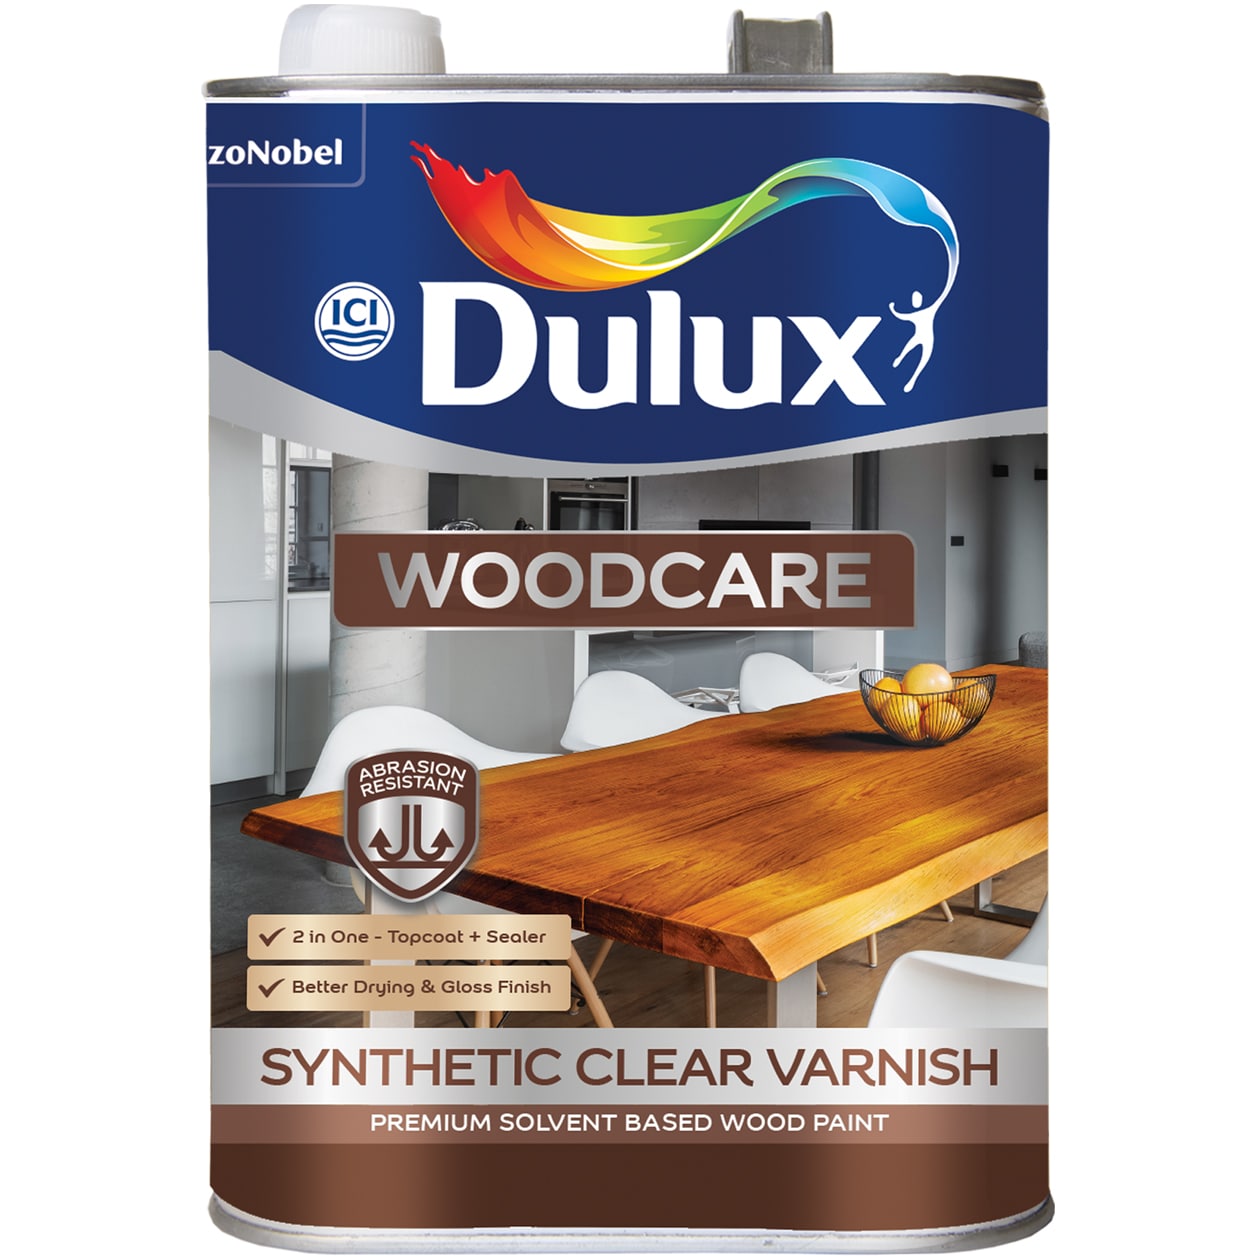 zoNobel
ICI
Dulux
WOODCARE
ABRASION
RESISTANT
2 in One - Topcoat + Sealer
Better Drying & Gloss Finish
SYNTHETIC CLEAR VARNISH
PREMIUM SOLVENT BASED WOOD PAINT